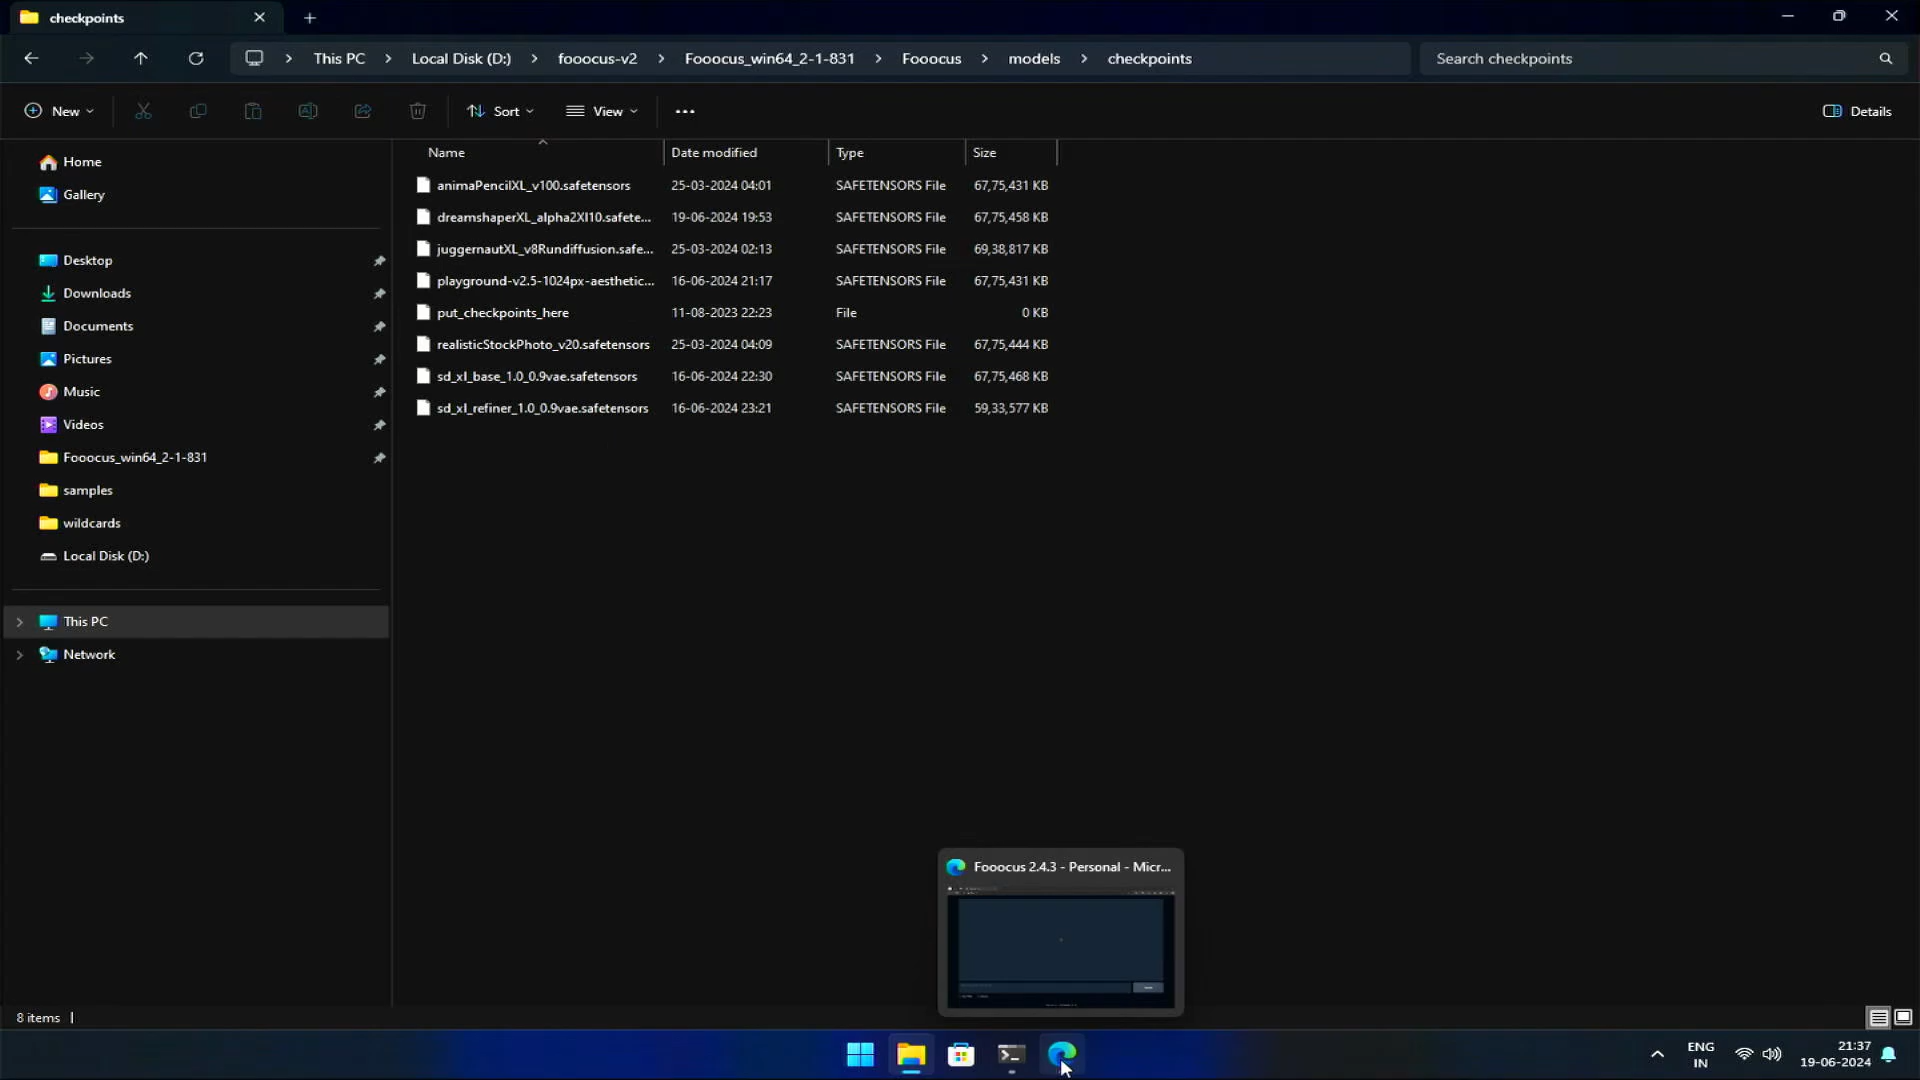 checkpoints
This PC > Local Disk (D:) > fooocus-v2 > Fooocus_win64_2-1-831 > Fooocus > models > checkpoints
Search checkpoints
New
Sort
View
Details
Home
Gallery
Desktop
Downloads
Documents
Pictures
Music
Videos
Fooocus_win64_2-1-831
samples
wildcards
Local Disk (D:)
This PC
Network
Name Date modified Type Size
animaPencilXL_v100.safetensors 25-03-2024 04:01 SAFETENSORS File 67,75,431 KB
dreamshaperXL_alpha2Xl10.safete... 19-06-2024 19:53 SAFETENSORS File 67,75,458 KB
juggernautXL_v8Rundiffusion.safe... 25-03-2024 02:13 SAFETENSORS File 69,38,817 KB
playground-v2.5-1024px-aesthetic... 16-06-2024 21:17 SAFETENSORS File 67,75,431 KB
put_checkpoints_here 11-08-2023 22:23 File 0 KB
realisticStockPhoto_v20.safetensors 25-03-2024 04:09 SAFETENSORS File 67,75,444 KB
sd_xl_base_1.0_0.9vae.safetensors 16-06-2024 22:30 SAFETENSORS File 67,75,468 KB
sd_xl_refiner_1.0_0.9vae.safetensors 16-06-2024 23:21 SAFETENSORS File 59,33,577 KB
Fooocus 2.4.3 - Personal - Micr...
8 items
ENG
IN
21:37
19-06-2024